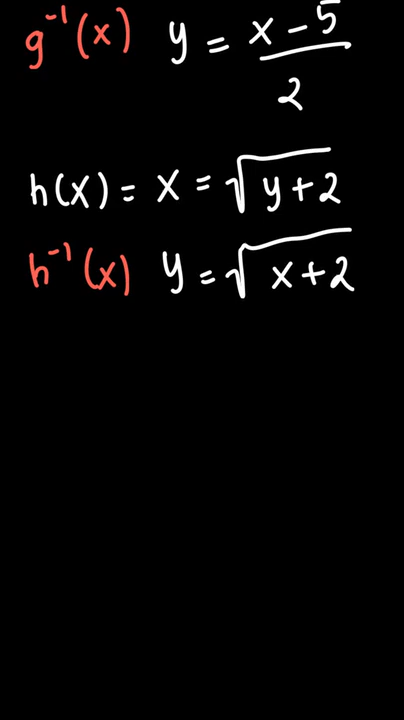 g⁻¹(x) y = (x - 5)/2
h(x) = x = √(y+2)
h⁻¹(x) y = √(x+2)